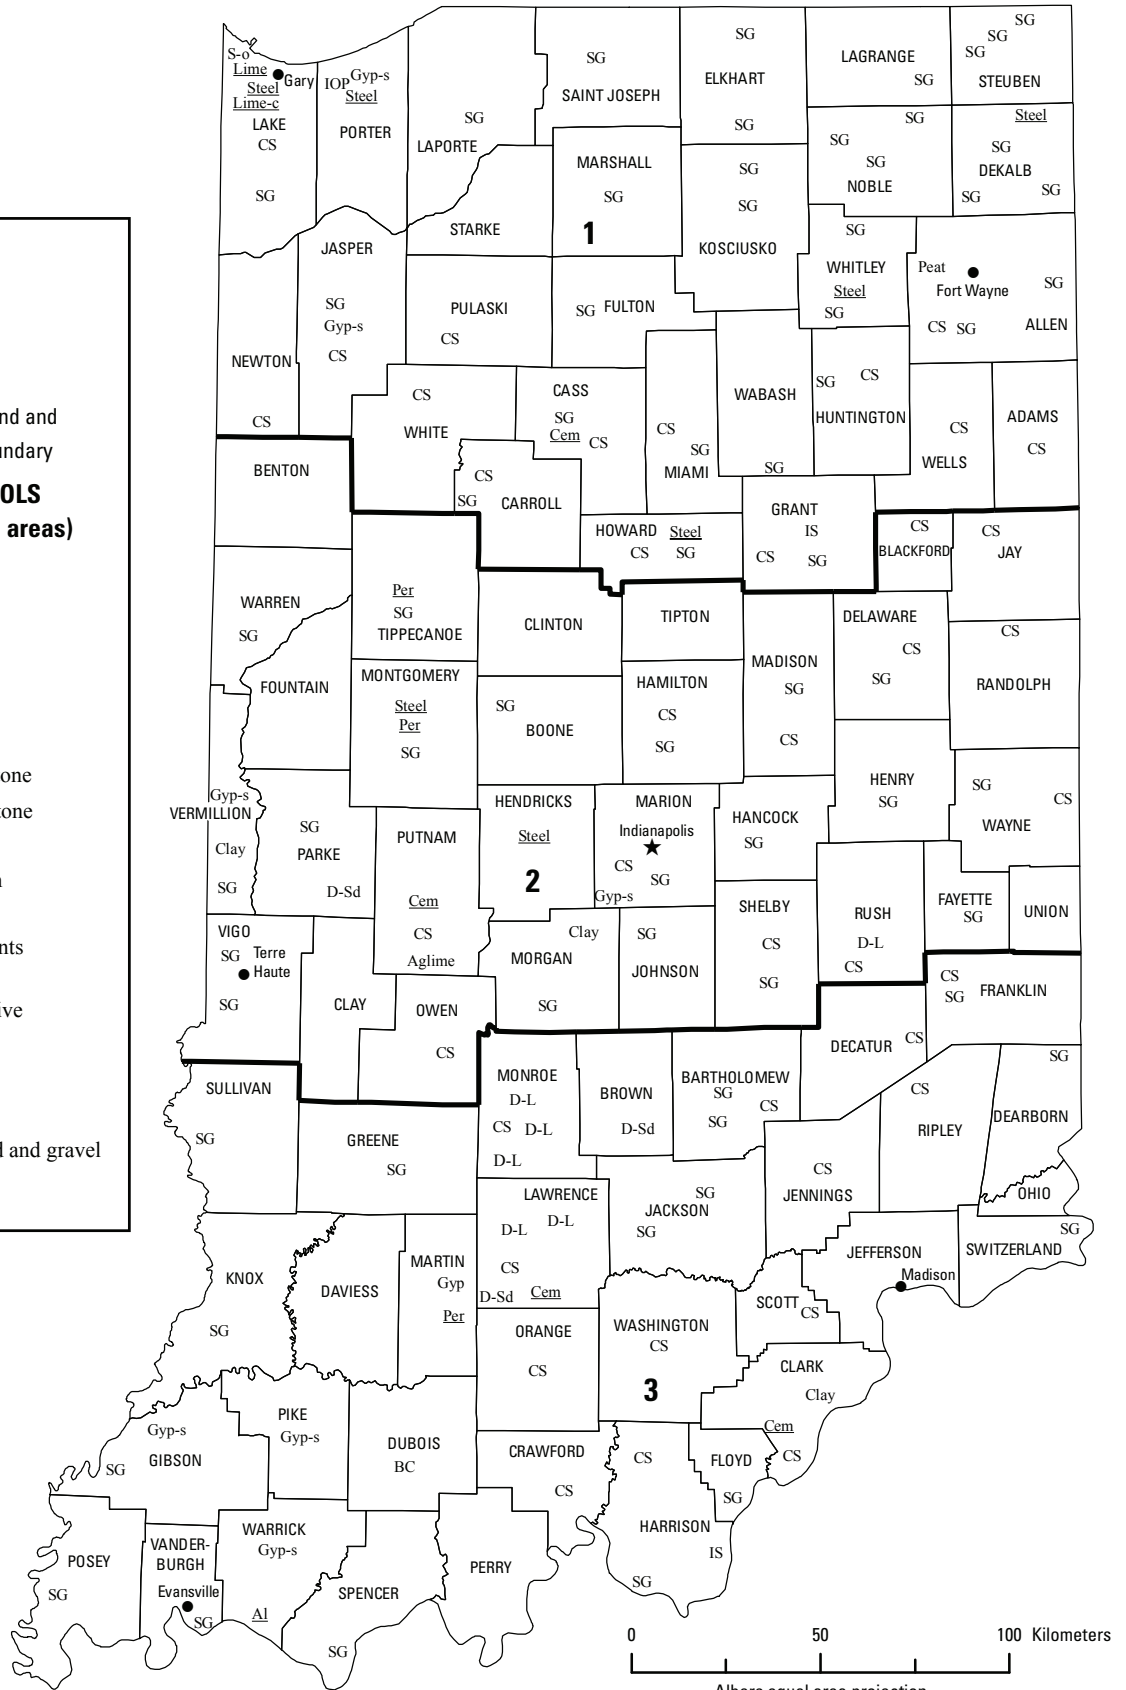 nd and
ndary
OLS
areas)
one
tone
nts
ive
d and gravel
S-o
Lime
Steel
Lime-c
Gary
LAKE
CS
SG
IOP
Gyp-s
Steel
PORTER
SG
LAPORTE
SG
SAINT JOSEPH
SG
ELKHART
SG
LAGRANGE
SG
SG
SG
SG
STEUBEN
STARKE
MARSHALL
SG
1
SG
SG
KOSCIUSKO
SG
SG
SG
NOBLE
Steel
SG
DEKALB
SG
SG
JASPER
SG
Gyp-s
CS
NEWTON
CS
PULASKI
CS
SG FULTON
SG
WHITLEY
Steel
SG
Peat
Fort Wayne
SG
CS SG
ALLEN
CS
WHITE
CASS
SG
Cem
CS
CS
SG
MIAMI
WABASH
SG
SG
CS
HUNTINGTON
CS
WELLS
ADAMS
CS
BENTON
CS
SG
CARROLL
HOWARD Steel
CS SG
GRANT
IS
CS SG
CS
BLACKFORD
CS
JAY
WARREN
SG
Per
SG
TIPPECANOE
CLINTON
TIPTON
MADISON
SG
CS
DELAWARE
CS
SG
CS
RANDOLPH
FOUNTAIN
MONTGOMERY
Steel
Per
SG
SG
BOONE
HAMILTON
CS
SG
Gyp-s
VERMILLION
Clay
SG
SG
PARKE
D-Sd
PUTNAM
Cem
CS
Aglime
HENDRICKS
Steel
2
MARION
Indianapolis
CS
SG
Gyp-s
HANCOCK
SG
HENRY
SG
SG
CS
WAYNE
SHELBY
CS
SG
RUSH
D-L
CS
FAYETTE
SG
UNION
VIGO
SG Terre
Haute
SG
CLAY
OWEN
CS
Clay
MORGAN
SG
SG
JOHNSON
CS
SG
FRANKLIN
DECATUR
CS
SULLIVAN
SG
GREENE
SG
MONROE
D-L
CS D-L
D-L
BROWN
D-Sd
BARTHOLOMEW
SG
CS
SG
CS
RIPLEY
SG
DEARBORN
OHIO
CS
JENNINGS
LAWRENCE
D-L
D-L
CS
D-Sd
Cem
SG
JACKSON
SG
SG
SWITZERLAND
JEFFERSON
Madison
KNOX
SG
DAVIESS
MARTIN
Gyp
Per
ORANGE
CS
WASHINGTON
CS
3
SCOTT
CS
CLARK
Clay
Cem
CS
Gyp-s
GIBSON
SG
PIKE
Gyp-s
DUBOIS
BC
CRAWFORD
CS
CS
FLOYD
SG
HARRISON
IS
SG
POSEY
SG
VANDER-
BURGH
Evansville
SG
WARRICK
Gyp-s
Al
SPENCER
SG
PERRY
0 50 100 Kilometers